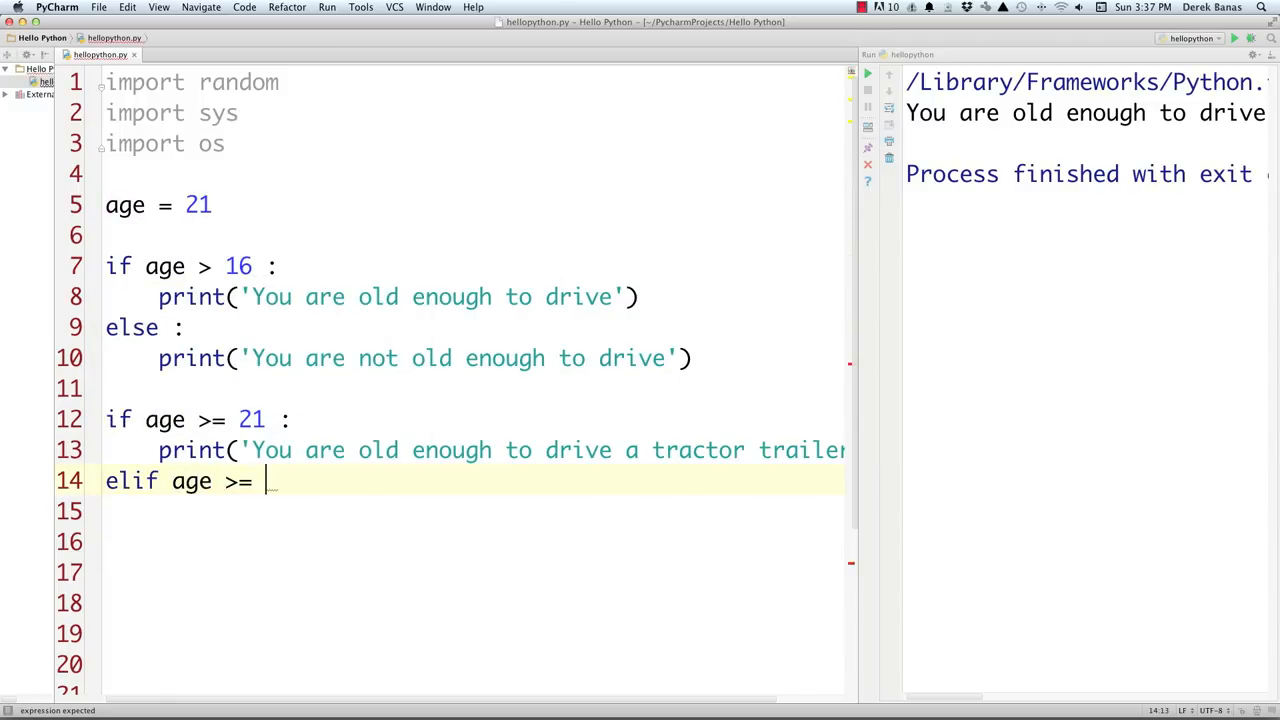 PyCharm File Edit View Navigate Code Refactor Run Tools VCS Window Help 10 Sun 3:37 PM Derek Banas
hellopython.py - Hello Python - [~/PycharmProjects/Hello Python]
Hello Python hellopython.py hellopython
hellopython.py Run hellopython
Hello P
hell
Externa
1 import random
2 import sys
3 import os
4
5 age = 21
6
7 if age > 16 :
8 print('You are old enough to drive')
9 else :
10 print('You are not old enough to drive')
11
12 if age >= 21 :
13 print('You are old enough to drive a tractor trailer
14 elif age >=
15
16
17
18
19
20
21
/Library/Frameworks/Python.
You are old enough to drive
Process finished with exit
expression expected 14:13 LF UTF-8